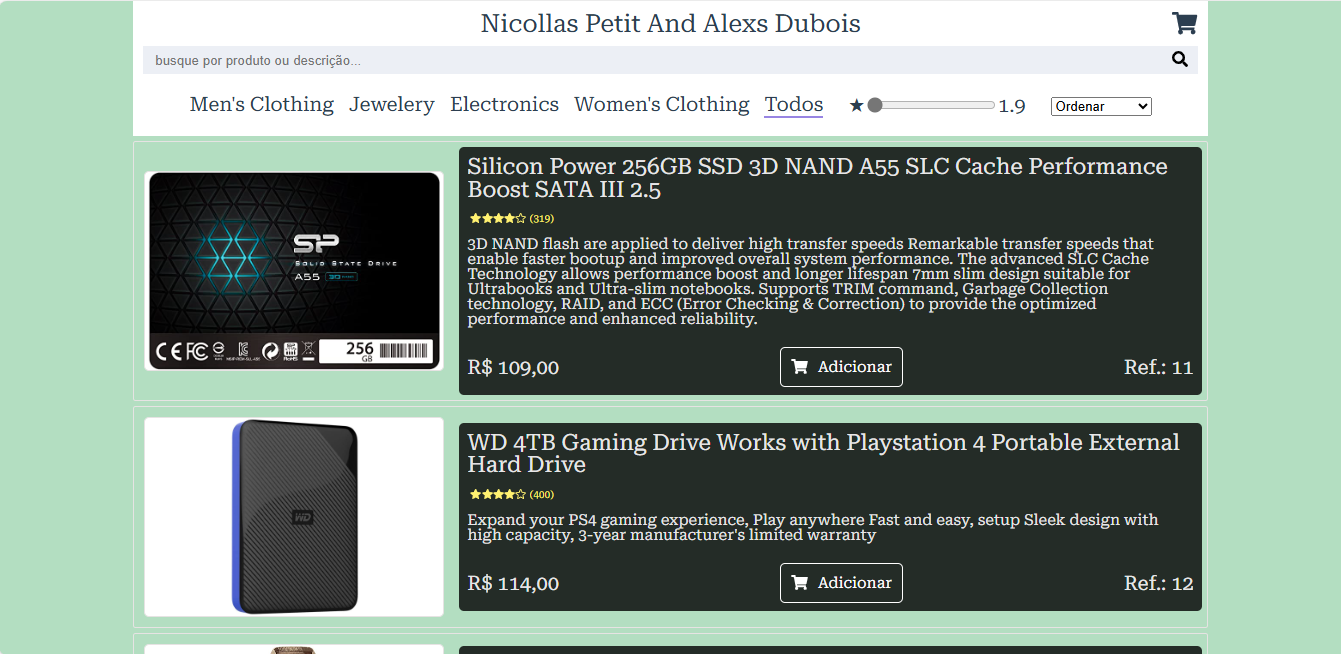 Nicollas Petit And Alexs Dubois
busque por produto ou descrição...
Men's Clothing Jewelery Electronics Women's Clothing Todos 1.9 Ordenar
Silicon Power 256GB SSD 3D NAND A55 SLC Cache Performance
Boost SATA III 2.5
(319)
3D NAND flash are applied to deliver high transfer speeds Remarkable transfer speeds that
enable faster bootup and improved overall system performance. The advanced SLC Cache
Technology allows performance boost and longer lifespan 7mm slim design suitable for
Ultrabooks and Ultra-slim notebooks. Supports TRIM command, Garbage Collection
technology, RAID, and ECC (Error Checking & Correction) to provide the optimized
performance and enhanced reliability.
R$ 109,00 Adicionar Ref.: 11
SP
SOLID STATE DRIVE
A55
256
GB
WD 4TB Gaming Drive Works with Playstation 4 Portable External
Hard Drive
(400)
Expand your PS4 gaming experience, Play anywhere Fast and easy, setup Sleek design with
high capacity, 3-year manufacturer's limited warranty
R$ 114,00 Adicionar Ref.: 12
WD